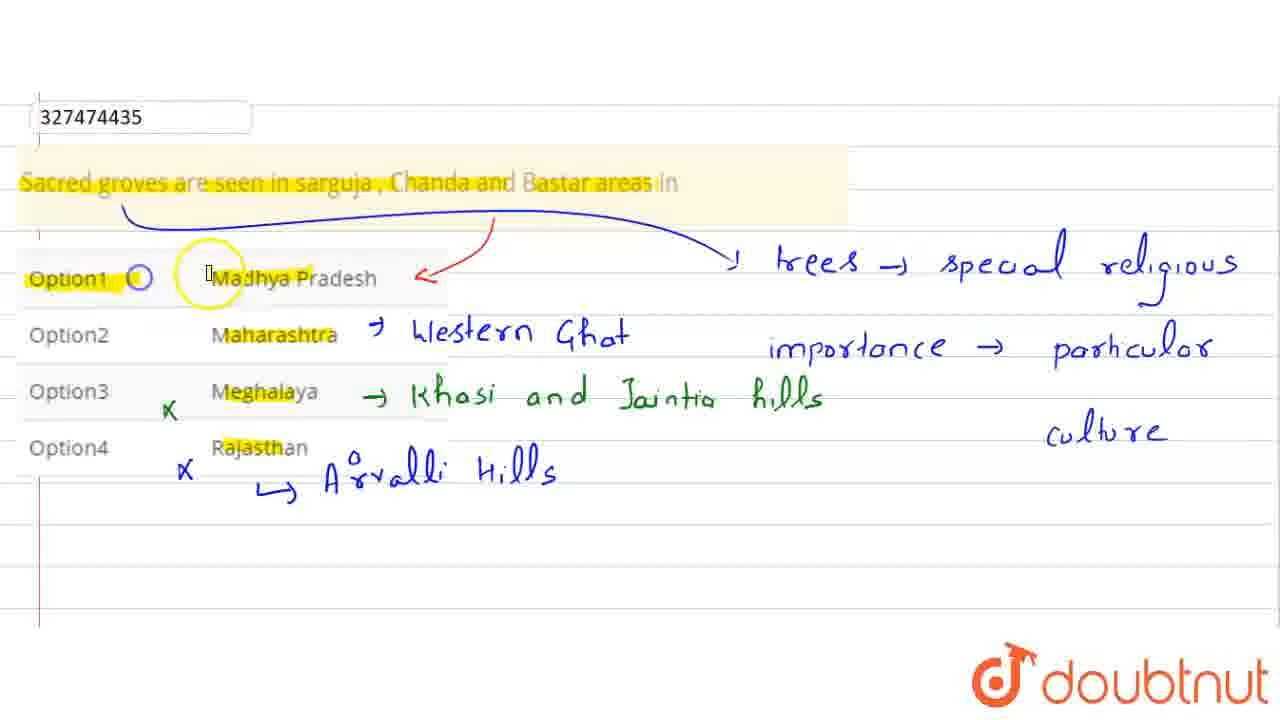 327474435
Sacred groves are seen in sarguja , Chanda and Bastar areas in
Option1 Madhya Pradesh
trees → special religious
Option2 Maharashtra → Western Ghat
importance → particular
Option3 Meghalaya → Khasi and Jaintia hills
x
culture
Option4 Rajasthan
x ↳ Arvalli Hills
doubtnut